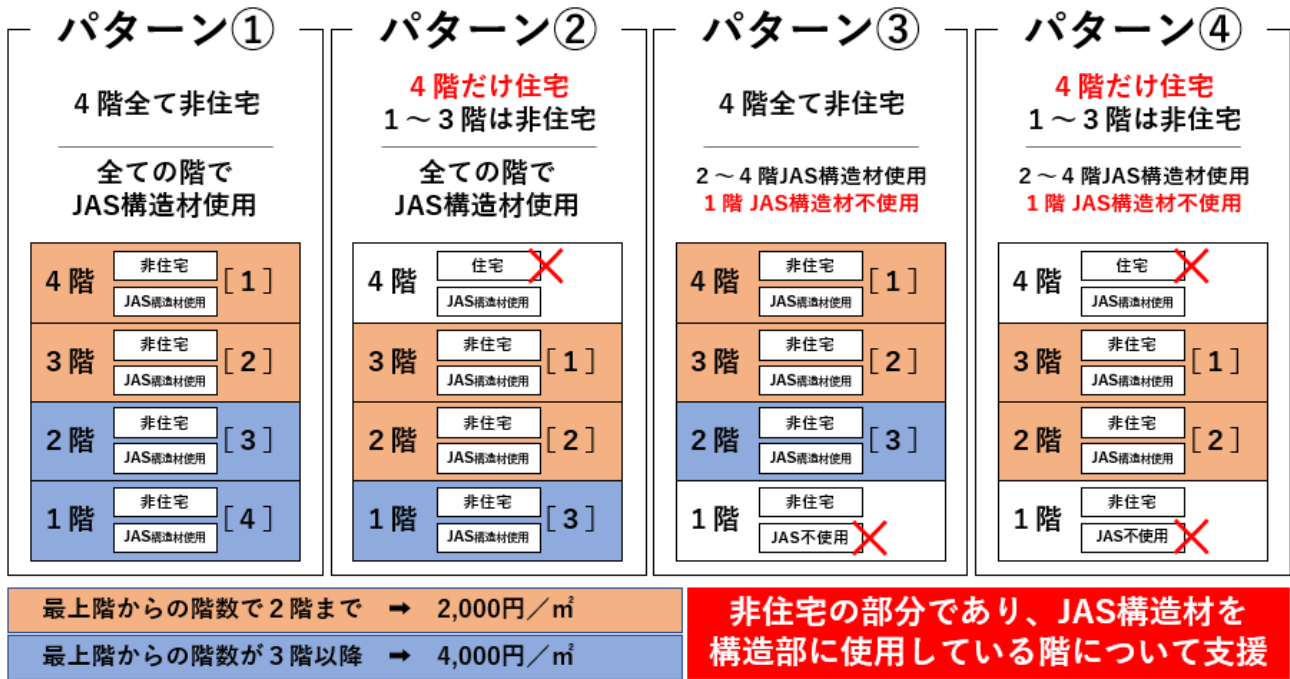 パターン①
4階全て非住宅
全ての階で
JAS構造材使用
4階
非住宅
JAS構造材使用
[1]
3階
非住宅
JAS構造材使用
[2]
2階
非住宅
JAS構造材使用
[3]
1階
非住宅
JAS構造材使用
[4]
パターン②
4階だけ住宅
1～3階は非住宅
全ての階で
JAS構造材使用
4階
住宅
JAS構造材使用
3階
非住宅
JAS構造材使用
[1]
2階
非住宅
JAS構造材使用
[2]
1階
非住宅
JAS構造材使用
[3]
パターン③
4階全て非住宅
2～4階JAS構造材使用
1階 JAS構造材不使用
4階
非住宅
JAS構造材使用
[1]
3階
非住宅
JAS構造材使用
[2]
2階
非住宅
JAS構造材使用
[3]
1階
非住宅
JAS不使用
パターン④
4階だけ住宅
1～3階は非住宅
2～4階JAS構造材使用
1階 JAS構造材不使用
4階
住宅
JAS構造材使用
3階
非住宅
JAS構造材使用
[1]
2階
非住宅
JAS構造材使用
[2]
1階
非住宅
JAS不使用
最上階からの階数で2階まで ➡ 2,000円／㎡
最上階からの階数が3階以降 ➡ 4,000円／㎡
非住宅の部分であり、JAS構造材を
構造部に使用している階について支援